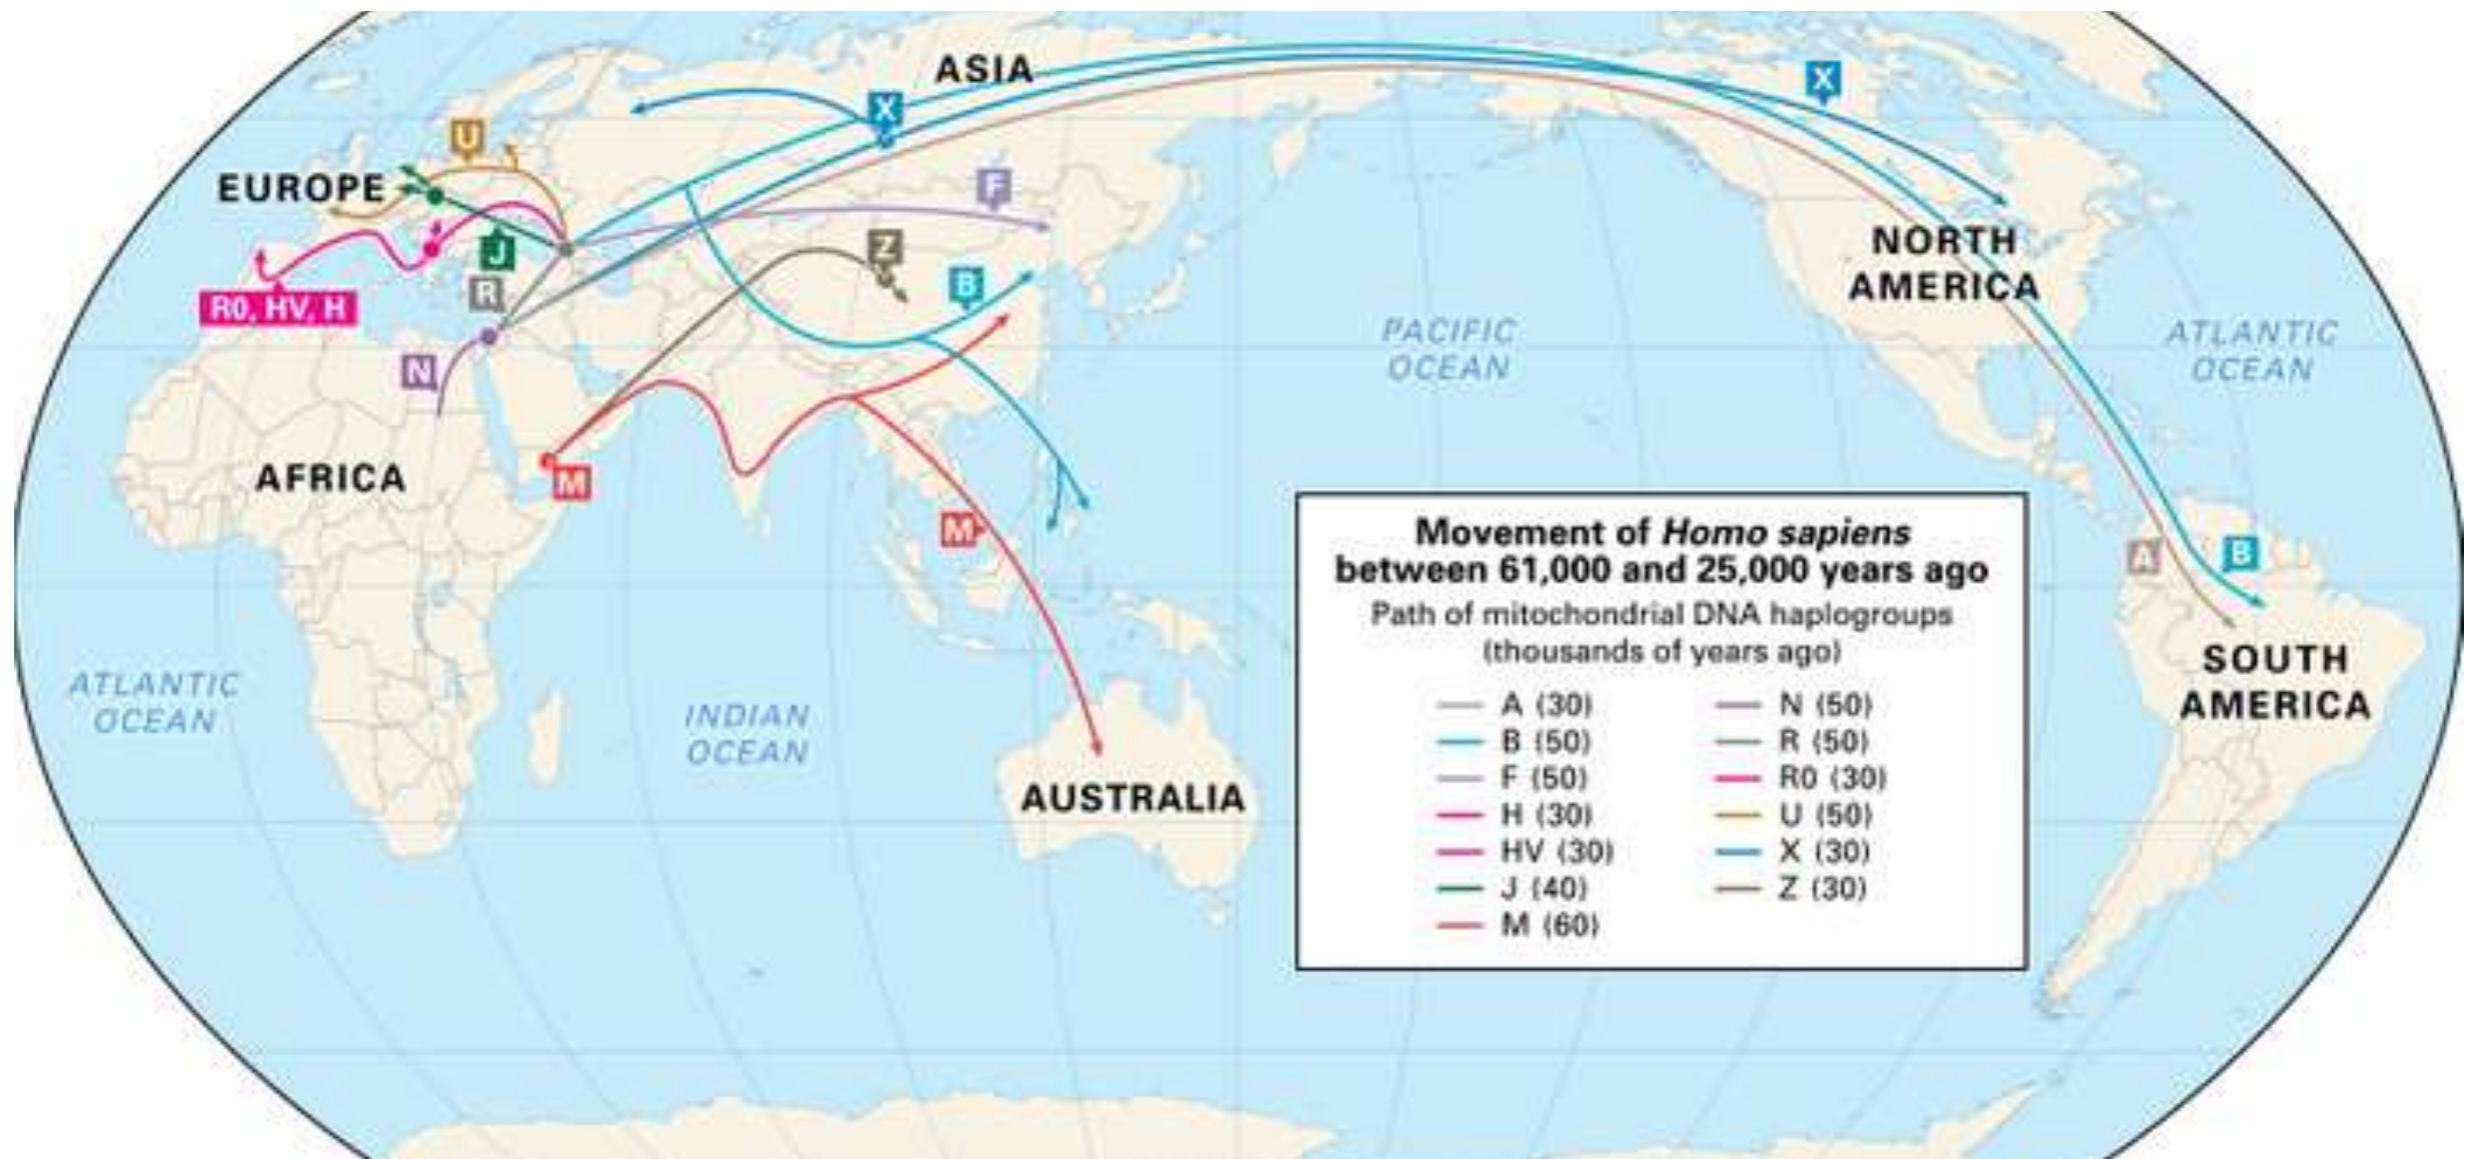 ASIA
X
X
U
EUROPE
F
J
Z
R
B
R0, HV, H
NORTH
AMERICA
PACIFIC
OCEAN
ATLANTIC
OCEAN
N
AFRICA
M
M
Movement of Homo sapiens
between 61,000 and 25,000 years ago
Path of mitochondrial DNA haplogroups
(thousands of years ago)
A (30)
B (50)
F (50)
H (30)
HV (30)
J (40)
M (60)
N (50)
R (50)
R0 (30)
U (50)
X (30)
Z (30)
A
B
SOUTH
AMERICA
ATLANTIC
OCEAN
INDIAN
OCEAN
AUSTRALIA